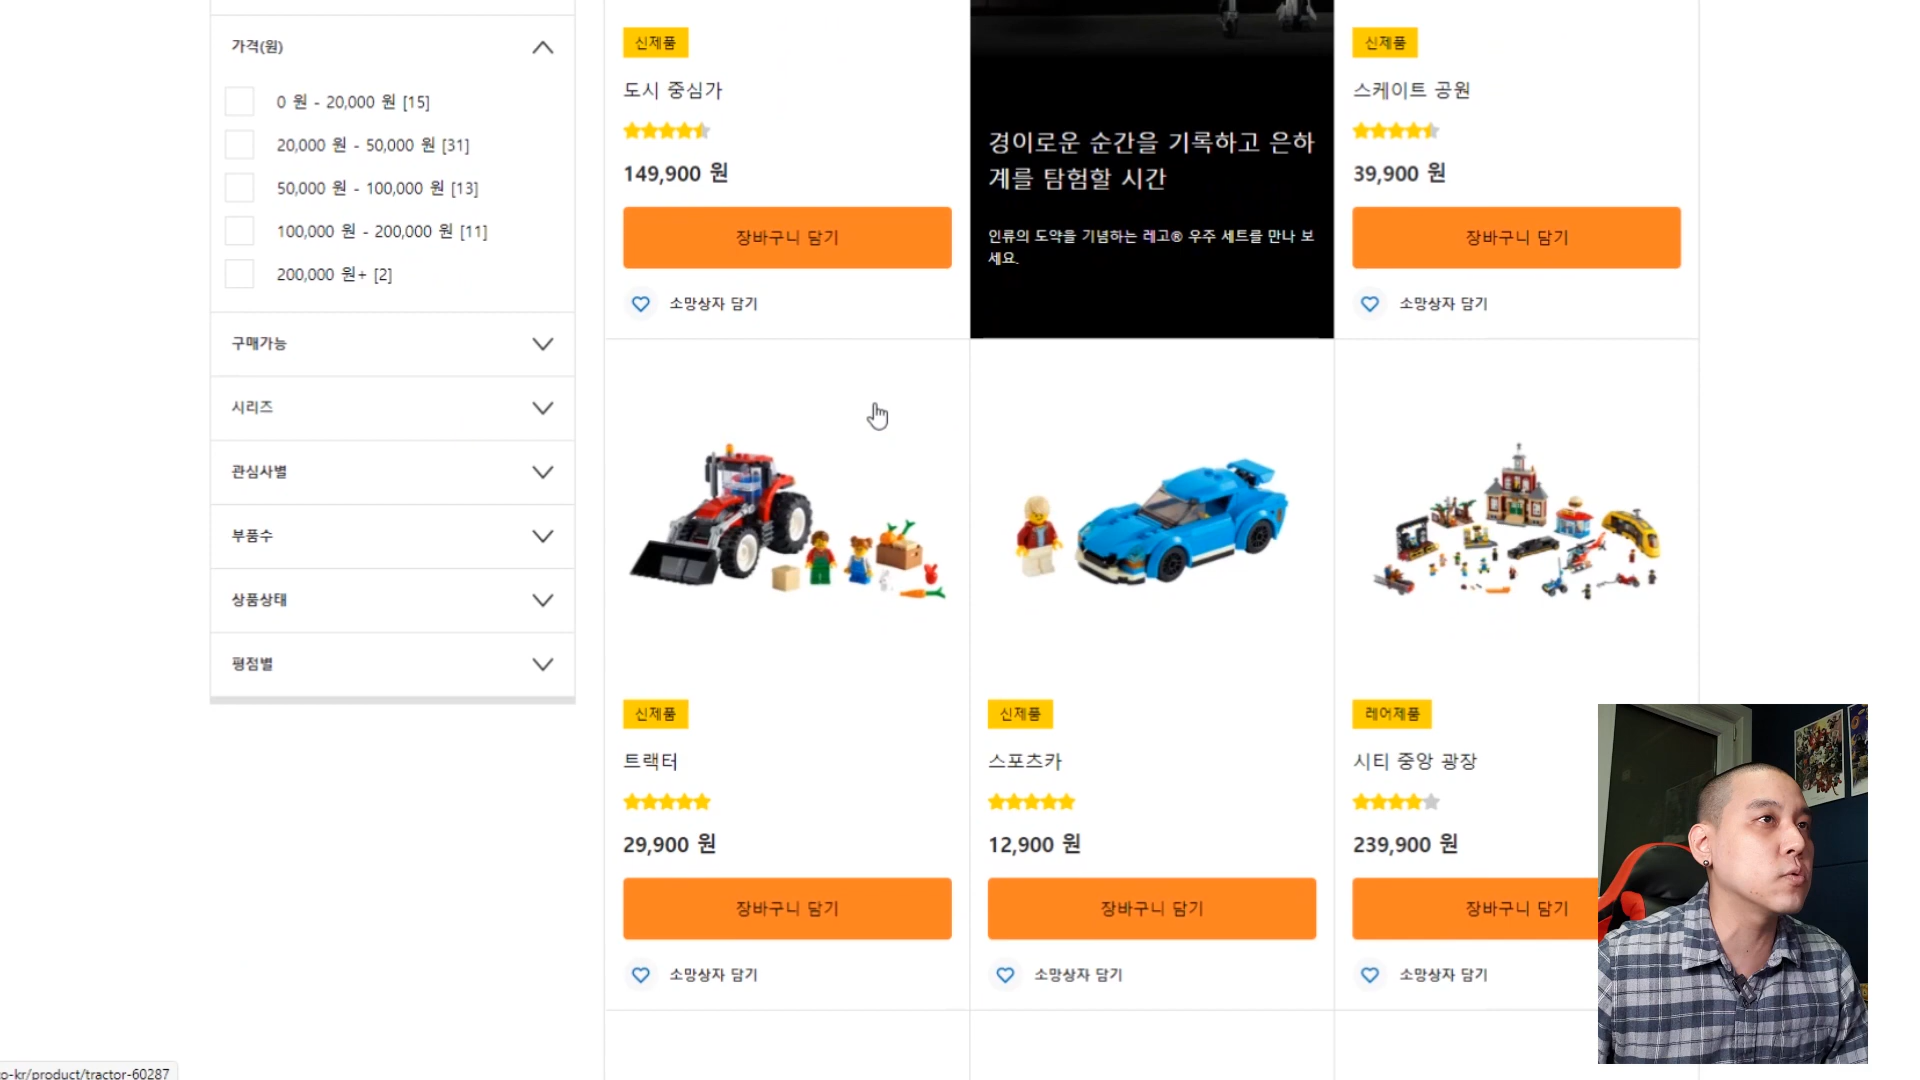 가격(원)
0 원 - 20,000 원 [15]
20,000 원 - 50,000 원 [31]
50,000 원 - 100,000 원 [13]
100,000 원 - 200,000 원 [11]
200,000 원+ [2]
구매가능
시리즈
관심사별
부품수
상품상태
평점별
신제품
도시 중심가
149,900 원
장바구니 담기
소망상자 담기
경이로운 순간을 기록하고 은하
계를 탐험할 시간
인류의 도약을 기념하는 레고® 우주 세트를 만나 보
세요.
신제품
스케이트 공원
39,900 원
장바구니 담기
소망상자 담기
신제품
트랙터
29,900 원
장바구니 담기
소망상자 담기
신제품
스포츠카
12,900 원
장바구니 담기
소망상자 담기
레어제품
시티 중앙 광장
239,900 원
장바구니 담기
소망상자 담기
o-kr/product/tractor-60287